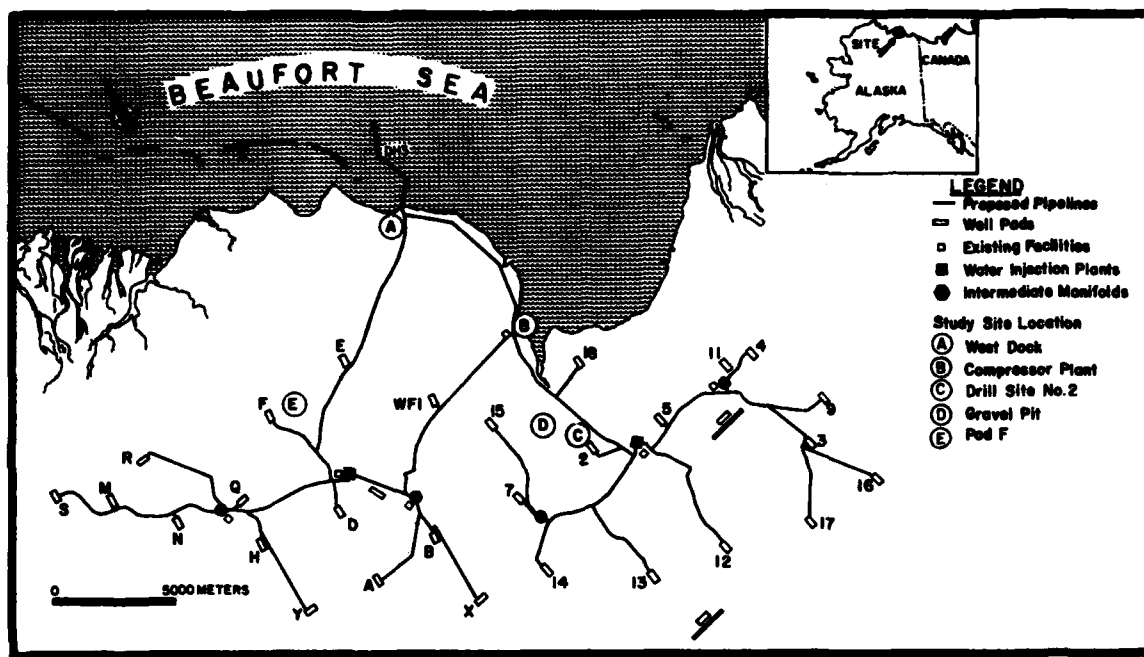 BEAUFORT SEA
SITE
CANADA
ALASKA
LEGEND
Proposed Pipelines
Well Pads
Existing Facilities
Water Injection Plants
Intermediate Manifolds
Study Site Location
A West Dock
B Compressor Plant
C Drill Site No.2
D Gravel Pit
E Pad F
A
B
E
18
11
4
F
E
WF1
15
D
C
5
9
2
3
R
S
M
N
Q
H
D
7
16
17
B
A
X
Y
14
13
12
0 5000 METERS